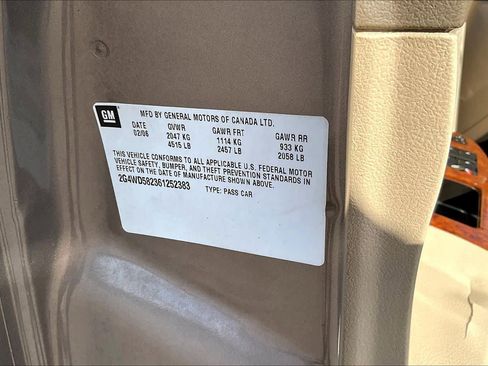 GM
MFD BY GENERAL MOTORS OF CANADA LTD.
DATE GVWR GAWR FRT GAWR RR
02/06 2047 KG 1114 KG 933 KG
4515 LB 2457 LB 2058 LB
THIS VEHICLE CONFORMS TO ALL APPLICABLE U.S. FEDERAL MOTOR
VEHICLE SAFETY, BUMPER, AND THEFT PREVENTION STANDARDS IN
EFFECT ON THE DATE OF MANUFACTURE SHOWN ABOVE.
2G4WD582361252383 TYPE: PASS CAR